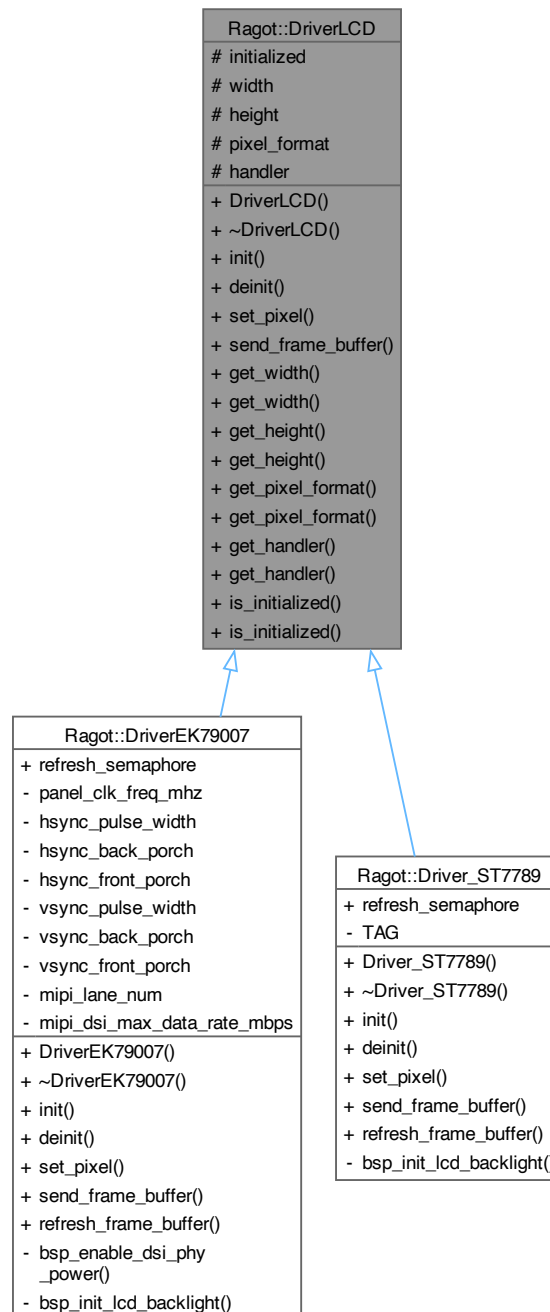 Ragot::DriverLCD
# initialized
# width
# height
# pixel_format
# handler
+ DriverLCD()
+ ~DriverLCD()
+ init()
+ deinit()
+ set_pixel()
+ send_frame_buffer()
+ get_width()
+ get_width()
+ get_height()
+ get_height()
+ get_pixel_format()
+ get_pixel_format()
+ get_handler()
+ get_handler()
+ is_initialized()
+ is_initialized()
Ragot::DriverEK79007
+ refresh_semaphore
- panel_clk_freq_mhz
- hsync_pulse_width
- hsync_back_porch
- hsync_front_porch
- vsync_pulse_width
- vsync_back_porch
- vsync_front_porch
- mipi_lane_num
- mipi_dsi_max_data_rate_mbps
+ DriverEK79007()
+ ~DriverEK79007()
+ init()
+ deinit()
+ set_pixel()
+ send_frame_buffer()
+ refresh_frame_buffer()
- bsp_enable_dsi_phy
_power()
- bsp_init_lcd_backlight()
Ragot::Driver_ST7789
+ refresh_semaphore
- TAG
+ Driver_ST7789()
+ ~Driver_ST7789()
+ init()
+ deinit()
+ set_pixel()
+ send_frame_buffer()
+ refresh_frame_buffer()
- bsp_init_lcd_backlight()